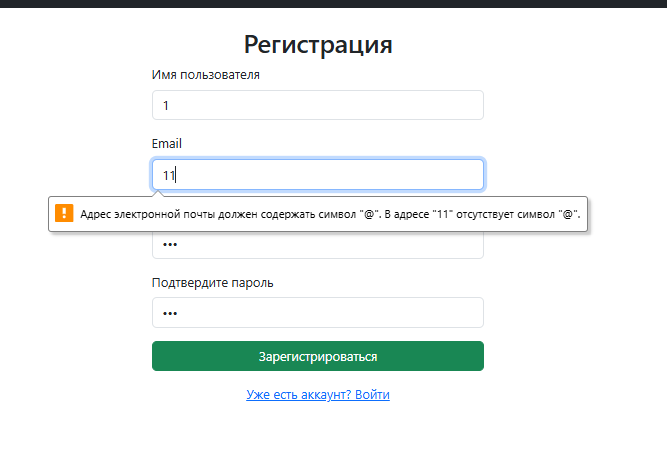 Регистрация
Имя пользователя
1
Email
11
! Адрес электронной почты должен содержать символ "@". В адресе "11" отсутствует символ "@".
•••
Подтвердите пароль
•••
Зарегистрироваться
Уже есть аккаунт? Войти